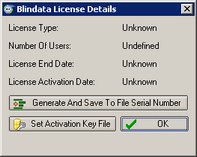 Blindata License Details
License Type: Unknown
Number Of Users: Undefined
License End Date: Unknown
License Activation Date: Unknown
Generate And Save To File Serial Number
Set Activation Key File OK